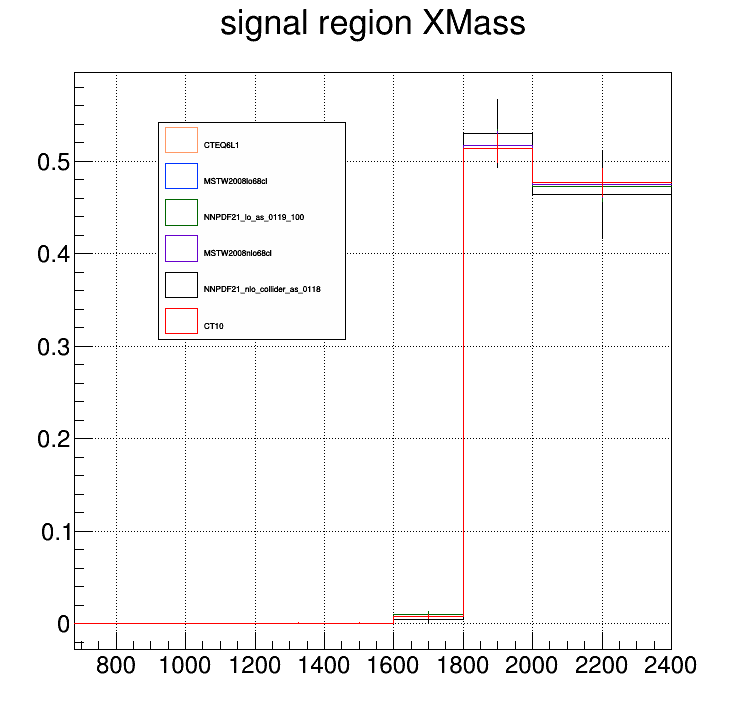 signal region XMass
CTEQ6L1
MSTW2008lo68cl
NNPDF21_lo_as_0119_100
MSTW2008nlo68cl
NNPDF21_nlo_collider_as_0118
CT10
0.5
0.4
0.3
0.2
0.1
0
800 1000 1200 1400 1600 1800 2000 2200 2400